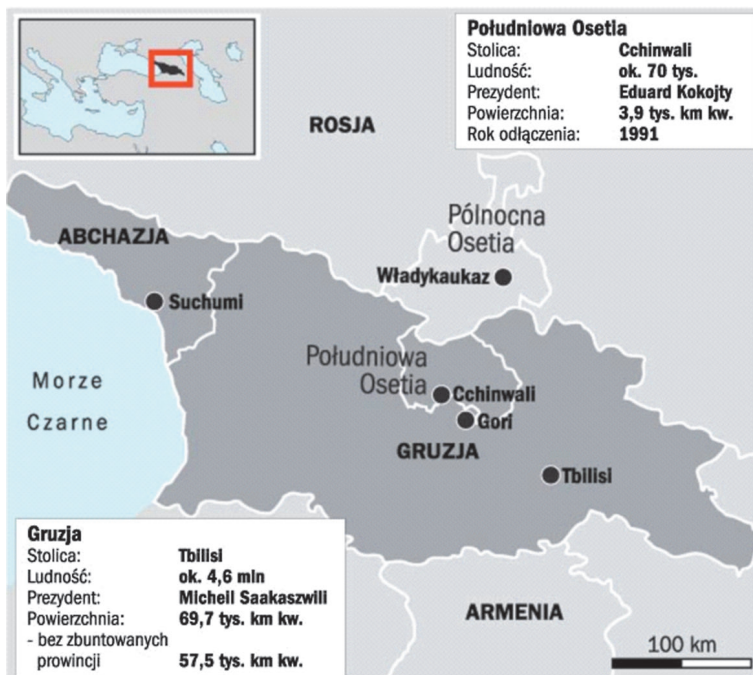 Południowa Osetia
Stolica: Cchinwali
Ludność: ok. 70 tys.
Prezydent: Eduard Kokojty
Powierzchnia: 3,9 tys. km kw.
Rok odłączenia: 1991
ROSJA
Północna
Osetia
ABCHAZJA
Władykaukaz
Suchumi
Południowa
Osetia
Cchinwali
Morze
Czarne
Gori
GRUZJA
Tbilisi
Gruzja
Stolica: Tbilisi
Ludność: ok. 4,6 mln
Prezydent: Micheil Saakaszwili
Powierzchnia: 69,7 tys. km kw.
- bez zbuntowanych
prowincji 57,5 tys. km kw.
ARMENIA
100 km